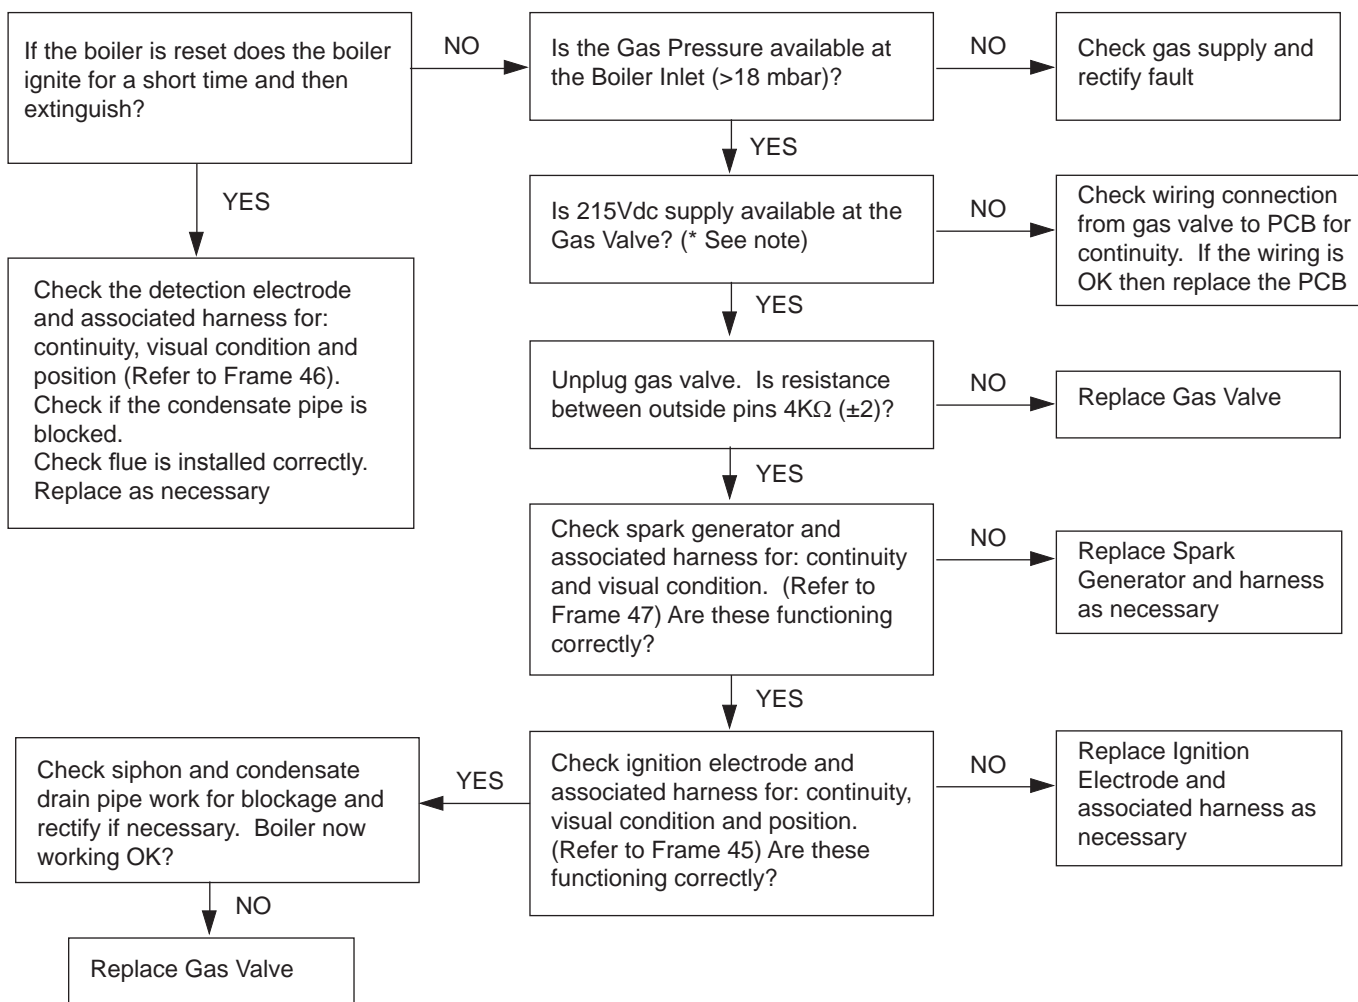 If the boiler is reset does the boiler
ignite for a short time and then
extinguish?
NO
Is the Gas Pressure available at
the Boiler Inlet (>18 mbar)?
NO
Check gas supply and
rectify fault
YES
YES
Is 215Vdc supply available at the
Gas Valve? (* See note)
NO
Check wiring connection
from gas valve to PCB for
continuity.  If the wiring is
OK then replace the PCB
Check the detection electrode
and associated harness for:
continuity, visual condition and
position (Refer to Frame 46).
Check if the condensate pipe is
blocked.
Check flue is installed correctly.
Replace as necessary
YES
Unplug gas valve.  Is resistance
between outside pins 4KΩ (±2)?
NO
Replace Gas Valve
YES
Check spark generator and
associated harness for: continuity
and visual condition.  (Refer to
Frame 47) Are these functioning
correctly?
NO
Replace Spark
Generator and harness
as necessary
YES
Check ignition electrode and
associated harness for: continuity,
visual condition and position.
(Refer to Frame 45) Are these
functioning correctly?
NO
Replace Ignition
Electrode and
associated harness as
necessary
YES
Check siphon and condensate
drain pipe work for blockage and
rectify if necessary.  Boiler now
working OK?
NO
Replace Gas Valve